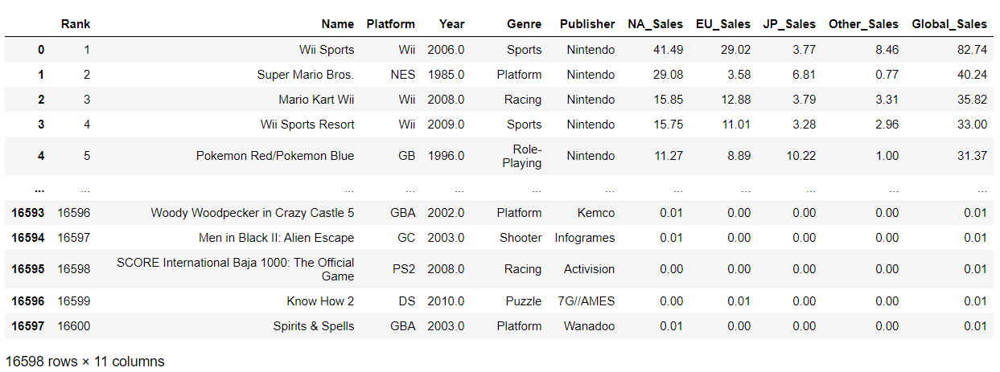 Rank Name Platform Year Genre Publisher NA_Sales EU_Sales JP_Sales Other_Sales Global_Sales
0 1 Wii Sports Wii 2006.0 Sports Nintendo 41.49 29.02 3.77 8.46 82.74
1 2 Super Mario Bros. NES 1985.0 Platform Nintendo 29.08 3.58 6.81 0.77 40.24
2 3 Mario Kart Wii Wii 2008.0 Racing Nintendo 15.85 12.88 3.79 3.31 35.82
3 4 Wii Sports Resort Wii 2009.0 Sports Nintendo 15.75 11.01 3.28 2.96 33.00
4 5 Pokemon Red/Pokemon Blue GB 1996.0 Role-
Playing Nintendo 11.27 8.89 10.22 1.00 31.37
... ... ... ... ... ... ... ... ... ... ... ...
16593 16596 Woody Woodpecker in Crazy Castle 5 GBA 2002.0 Platform Kemco 0.01 0.00 0.00 0.00 0.01
16594 16597 Men in Black II: Alien Escape GC 2003.0 Shooter Infogrames 0.01 0.00 0.00 0.00 0.01
16595 16598 SCORE International Baja 1000: The Official
Game PS2 2008.0 Racing Activision 0.00 0.00 0.00 0.00 0.01
16596 16599 Know How 2 DS 2010.0 Puzzle 7G//AMES 0.00 0.01 0.00 0.00 0.01
16597 16600 Spirits & Spells GBA 2003.0 Platform Wanadoo 0.01 0.00 0.00 0.00 0.01
16598 rows × 11 columns